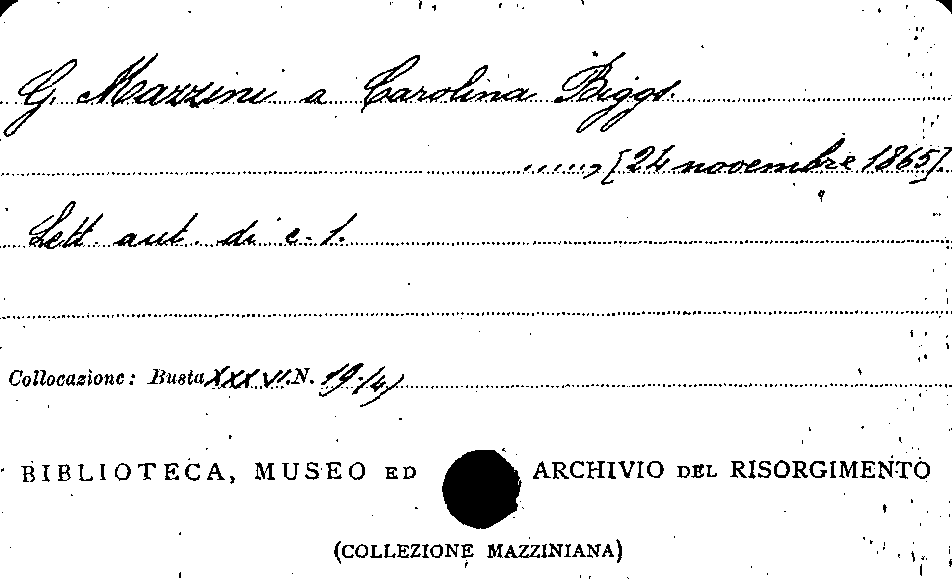 G. Mazzini a Carolina Biggs.
......, [24 novembre 1865].
Lett. aut. di c. 1.
Collocazione: Busta XXXVI. N. 19(4)
BIBLIOTECA, MUSEO ED ARCHIVIO DEL RISORGIMENTO
(COLLEZIONE MAZZINIANA)